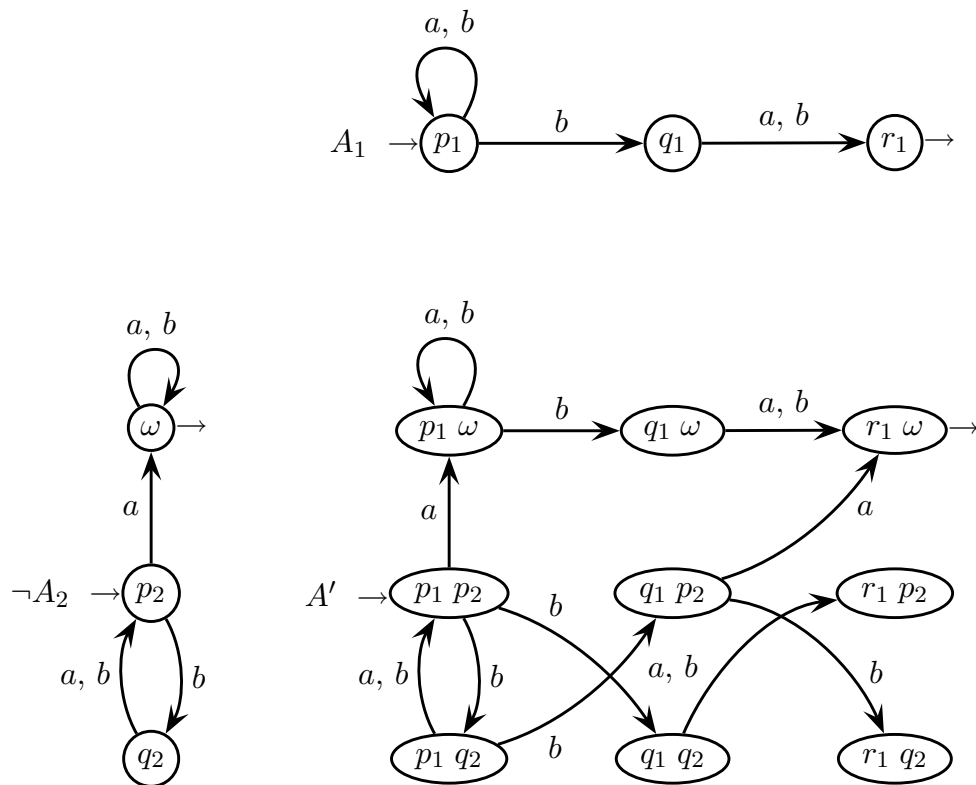 a, b
A₁ → p₁ b q₁ a, b r₁ →
a, b a, b
ω → p₁ ω b q₁ ω a, b r₁ ω →
a a a
¬A₂ → p₂ A′ → p₁ p₂ b q₁ p₂ r₁ p₂
a, b b a, b b a, b b
q₂ p₁ q₂ b q₁ q₂ r₁ q₂